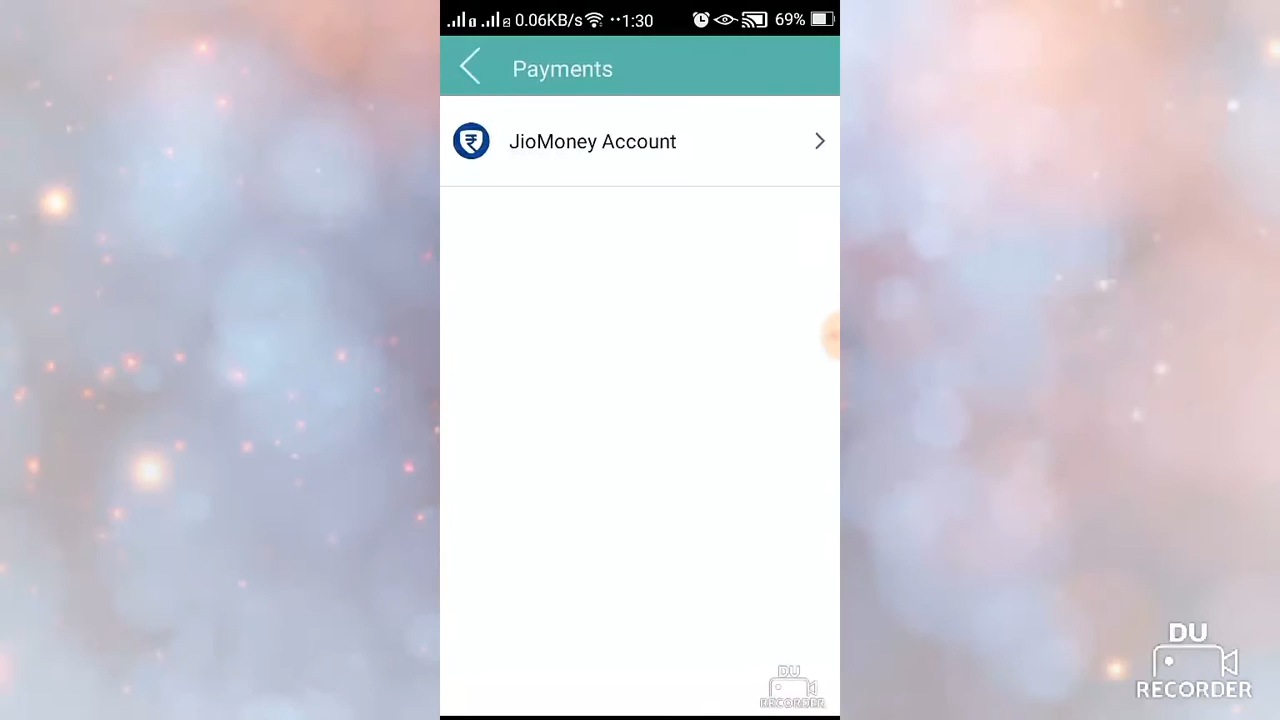 0.06KB/s ··1:30 69%
Payments
JioMoney Account
DU
RECORDER
DU
RECORDER